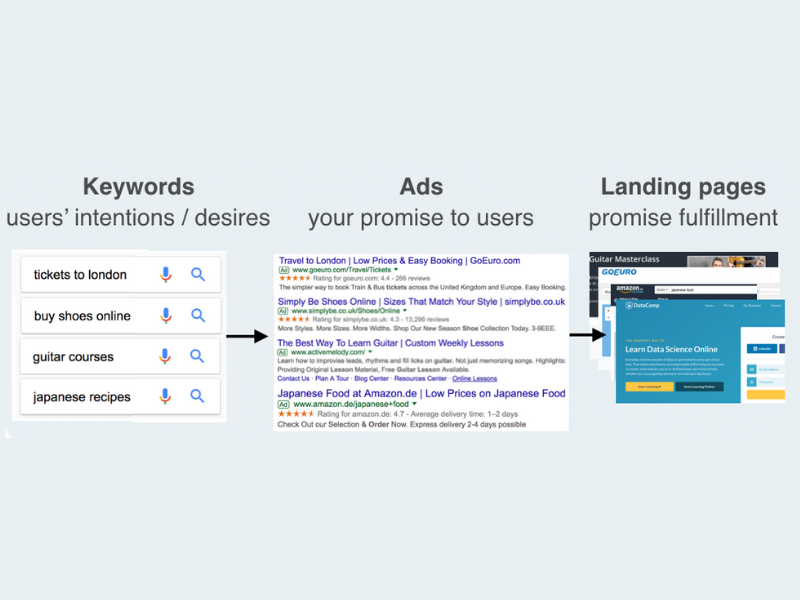 Keywords
users' intentions / desires
tickets to london
buy shoes online
guitar courses
japanese recipes
Ads
your promise to users
Travel to London | Low Prices & Easy Booking | GoEuro.com
Ad www.goeuro.com/Travel/Tickets
Rating for goeuro.com: 4.4 - 266 reviews
The simpler way to book Train & Bus tickets across the United Kingdom and Europe. Easy Booking.
Simply Be Shoes Online | Sizes That Match Your Style | simplybe.co.uk
Ad www.simplybe.co.uk/Shoes/Online
Rating for simplybe.co.uk: 4.3 - 13,296 reviews
More Styles. More Sizes. More Widths. Shop Our New Season Shoe Collection Today. 3-9EEE.
The Best Way To Learn Guitar | Custom Weekly Lessons
Ad www.activemelody.com/
Learn how to improvise leads, rhythms and fill licks on guitar. Not just memorizing songs. Highlights:
Providing Original Lesson Material, Free Guitar Lesson Available.
Contact Us · Plan A Tour · Blog Center · Resources Center · Online Lessons
Japanese Food at Amazon.de | Low Prices on Japanese Food
Ad www.amazon.de/japanese+food
Rating for amazon.de: 4.7 - Average delivery time: 1–2 days
Check Out our Selection & Order Now. Express delivery 2-4 days possible
Landing pages
promise fulfillment
Guitar Masterclass
GOEURO
amazon
japanese food
DataCamp
Learn Data Science Online
Start Learning R
Start Learning Python
LinkedIn